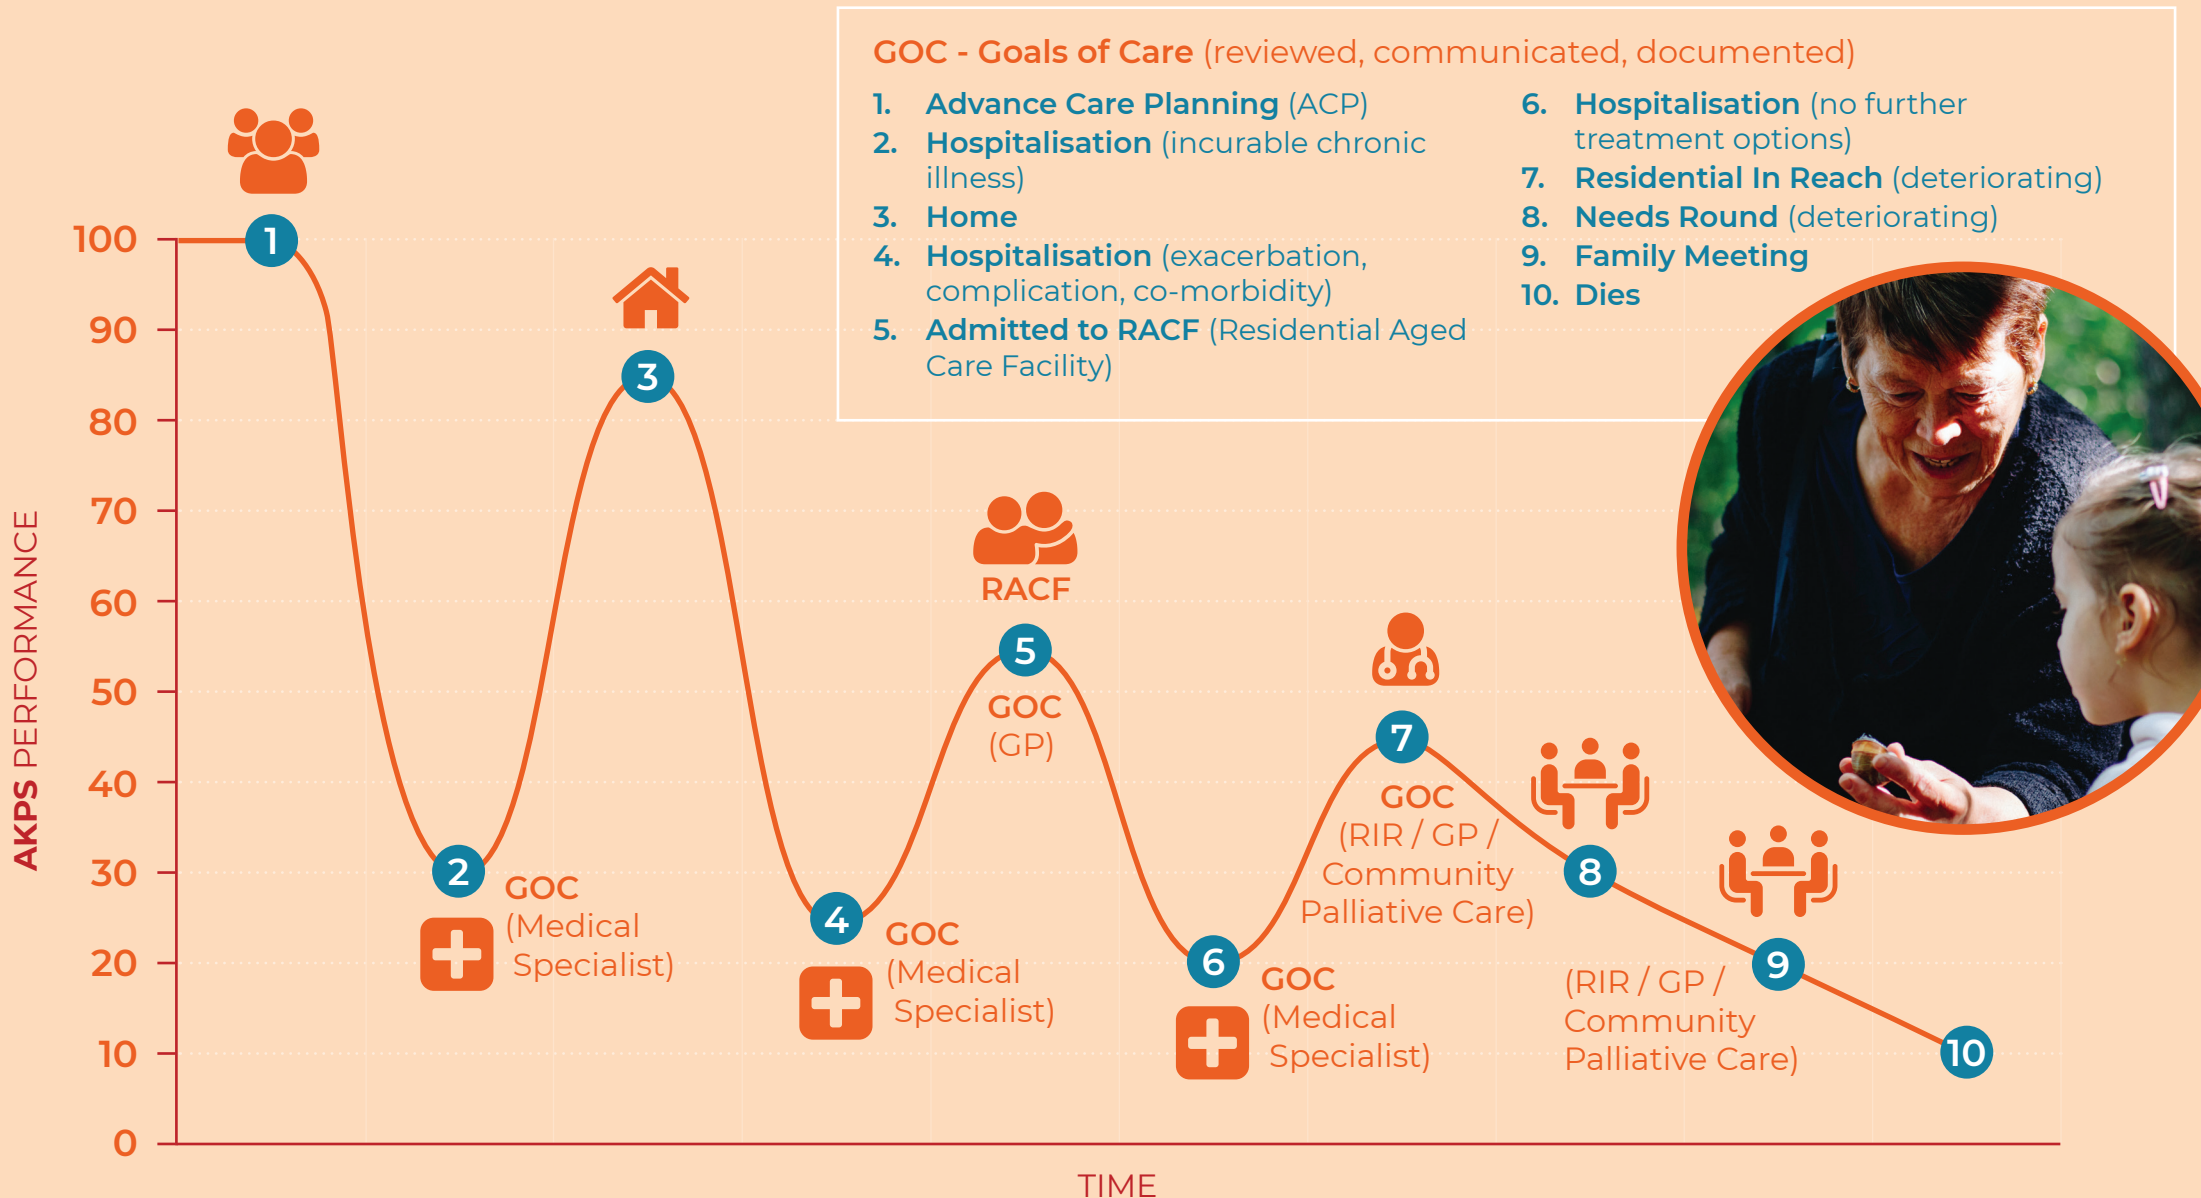 GOC - Goals of Care (reviewed, communicated, documented)
1. Advance Care Planning (ACP)
2. Hospitalisation (incurable chronic
illness)
3. Home
4. Hospitalisation (exacerbation,
complication, co-morbidity)
5. Admitted to RACF (Residential Aged
Care Facility)
6. Hospitalisation (no further
treatment options)
7. Residential In Reach (deteriorating)
8. Needs Round (deteriorating)
9. Family Meeting
10. Dies
AKPS PERFORMANCE
100
90
80
70
60
50
40
30
20
10
0
1
2
GOC
(Medical
Specialist)
3
4
GOC
(Medical
Specialist)
RACF
5
GOC
(GP)
6
GOC
(Medical
Specialist)
7
GOC
(RIR / GP /
Community
Palliative Care)
8
9
(RIR / GP /
Community
Palliative Care)
10
TIME